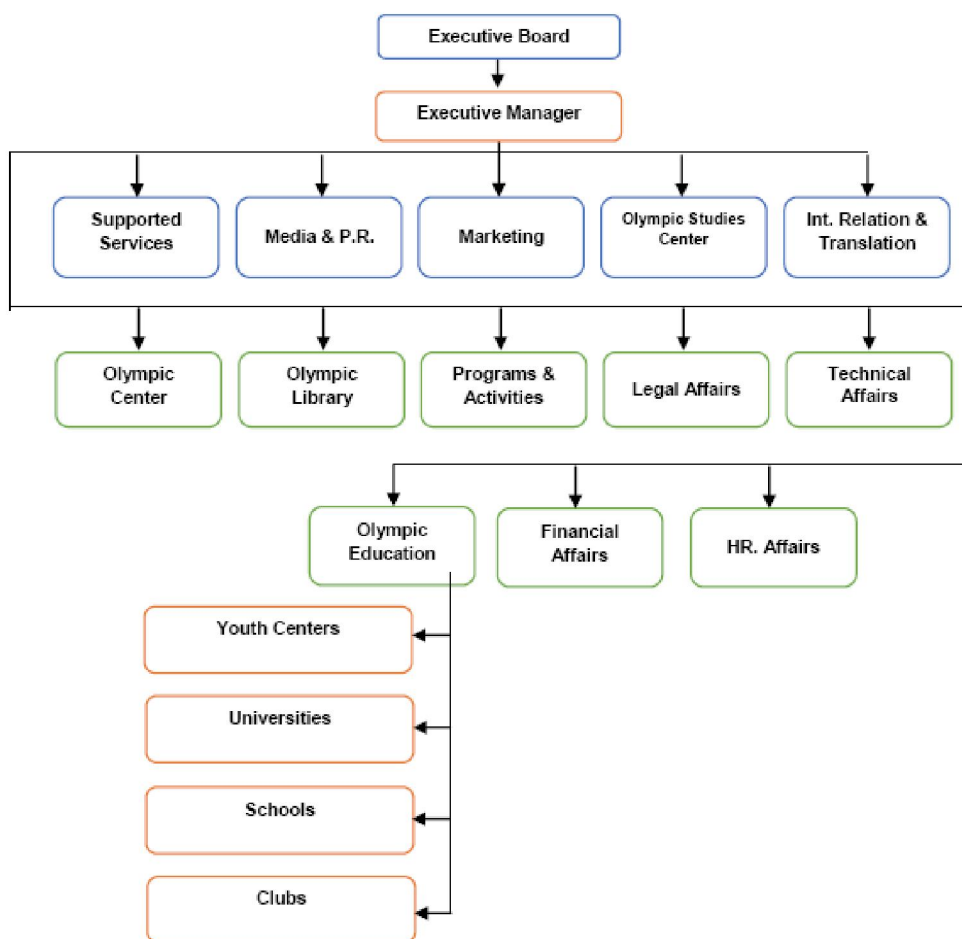 Executive Board
Executive Manager
Supported
Services
Media & P.R.
Marketing
Olympic Studies
Center
Int. Relation &
Translation
Olympic
Center
Olympic
Library
Programs &
Activities
Legal Affairs
Technical
Affairs
Olympic
Education
Financial
Affairs
HR. Affairs
Youth Centers
Universities
Schools
Clubs